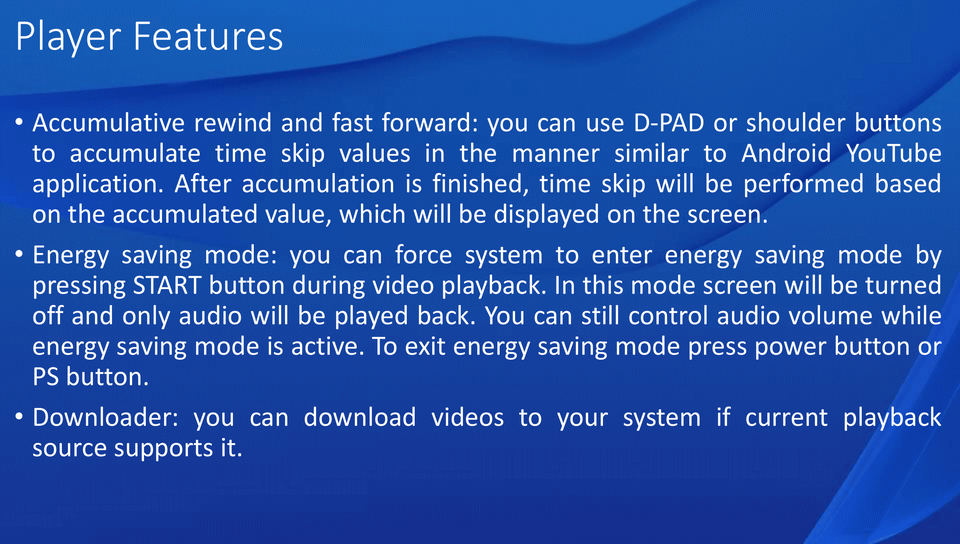 Player Features
• Accumulative rewind and fast forward: you can use D-PAD or shoulder buttons
to accumulate time skip values in the manner similar to Android YouTube
application. After accumulation is finished, time skip will be performed based
on the accumulated value, which will be displayed on the screen.
• Energy saving mode: you can force system to enter energy saving mode by
pressing START button during video playback. In this mode screen will be turned
off and only audio will be played back. You can still control audio volume while
energy saving mode is active. To exit energy saving mode press power button or
PS button.
• Downloader: you can download videos to your system if current playback
source supports it.